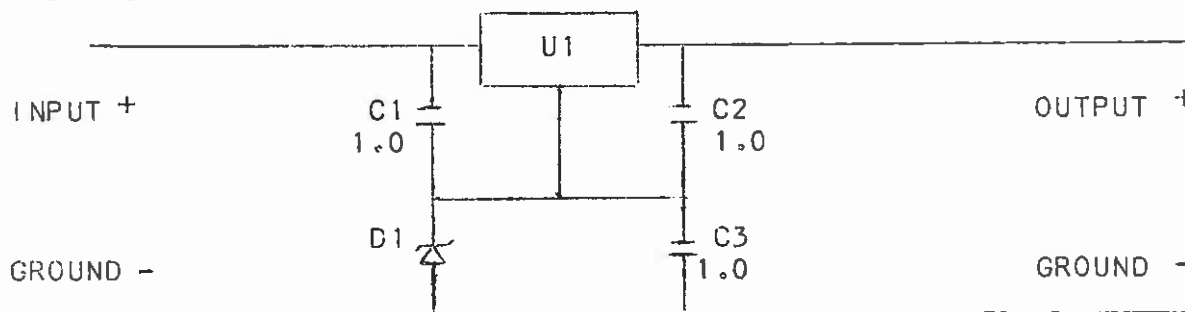 U1
INPUT +
C1
1.0
C2
1.0
OUTPUT +
D1
C3
1.0
GROUND -
GROUND -